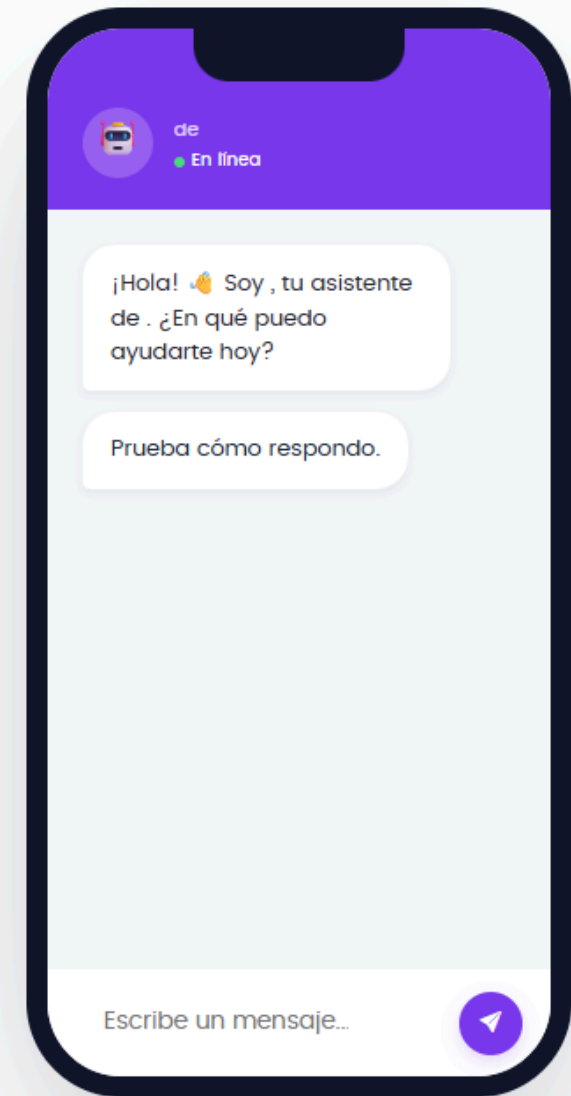 de
En línea
¡Hola! 👋 Soy , tu asistente
de . ¿En qué puedo
ayudarte hoy?
Prueba cómo respondo.
Escribe un mensaje...